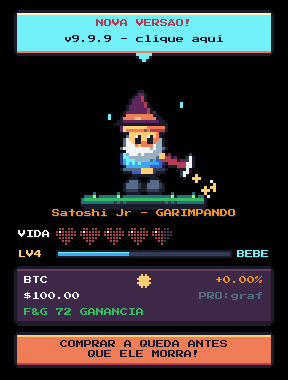 NOVA VERSÃO!
v9.9.9 - clique aqui
Satoshi Jr - GARIMPANDO
VIDA
LV4 BEBE
BTC +0.00%
$100.00 PRO:graf
F&G 72 GANANCIA
COMPRAR A QUEDA ANTES
QUE ELE MORRA!